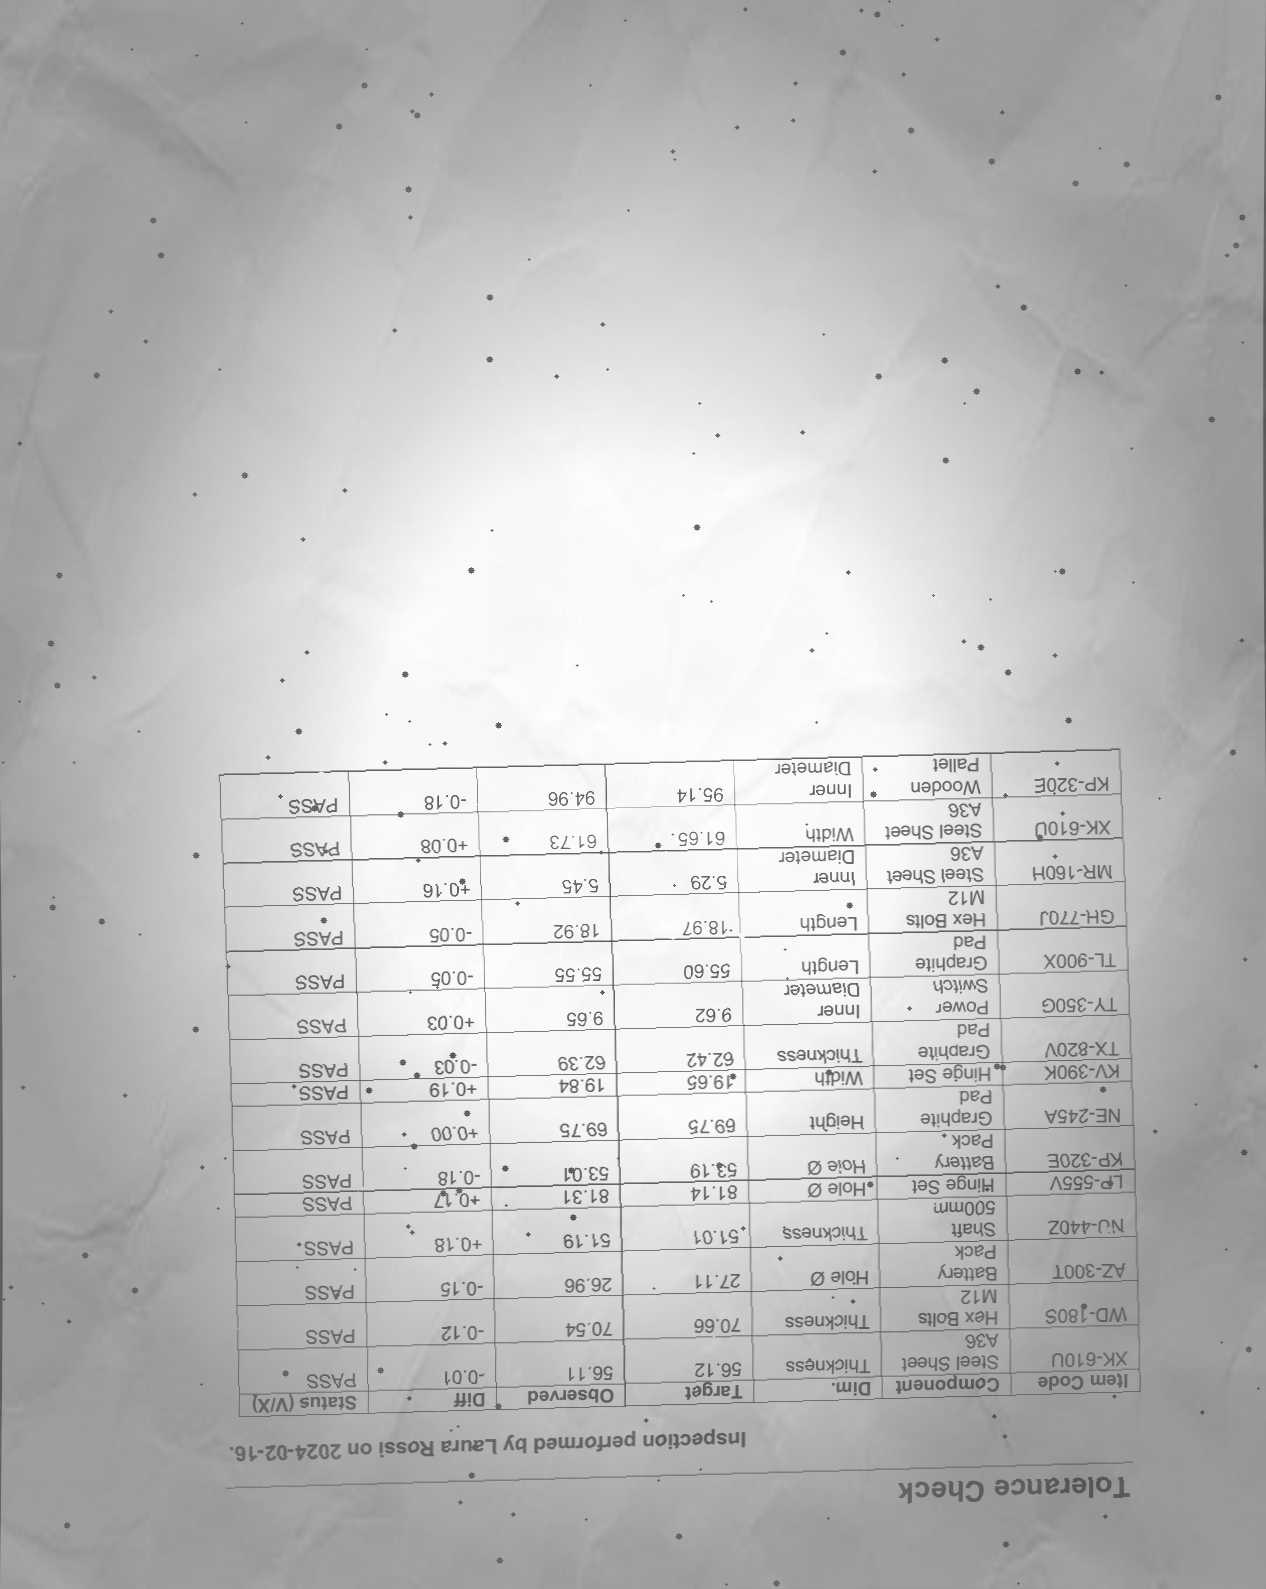 Tolerance Check
Inspection performed by Laura Rossi on 2024-02-16.
Item Code Component Dim. Target Observed Diff Status (V/X)
XK-610U Steel Sheet A36 Thickness 56.12 56.11 -0.01 PASS
WD-180S Hex Bolts M12 Thickness 70.66 70.54 -0.12 PASS
AZ-300T Battery Pack Hole Ø 27.11 26.96 -0.15 PASS
NU-440Z Shaft 500mm Thickness 51.01 51.19 +0.18 PASS
LP-555V Hinge Set Hole Ø 81.14 81.31 +0.17 PASS
KP-320E Battery Pack Hole Ø 53.19 53.01 -0.18 PASS
NE-245A Graphite Pad Height 69.75 69.75 +0.00 PASS
KV-390K Hinge Set Width 19.65 19.84 +0.19 PASS
TX-820V Graphite Pad Thickness 62.42 62.39 -0.03 PASS
TY-350G Power Switch Inner Diameter 9.62 9.65 +0.03 PASS
TL-900X Graphite Pad Length 55.60 55.55 -0.05 PASS
GH-770J Hex Bolts M12 Length 18.97 18.92 -0.05 PASS
MR-160H Steel Sheet A36 Inner Diameter 5.29 5.45 +0.16 PASS
XK-610U Steel Sheet A36 Width 61.65 61.73 +0.08 PASS
KP-320E Wooden Pallet Inner Diameter 95.14 94.96 -0.18 PASS